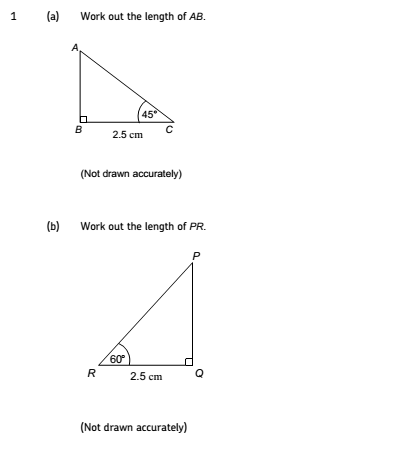 1 (a) Work out the length of AB.
A
45°
B 2.5 cm C
(Not drawn accurately)
(b) Work out the length of PR.
P
60°
R 2.5 cm Q
(Not drawn accurately)